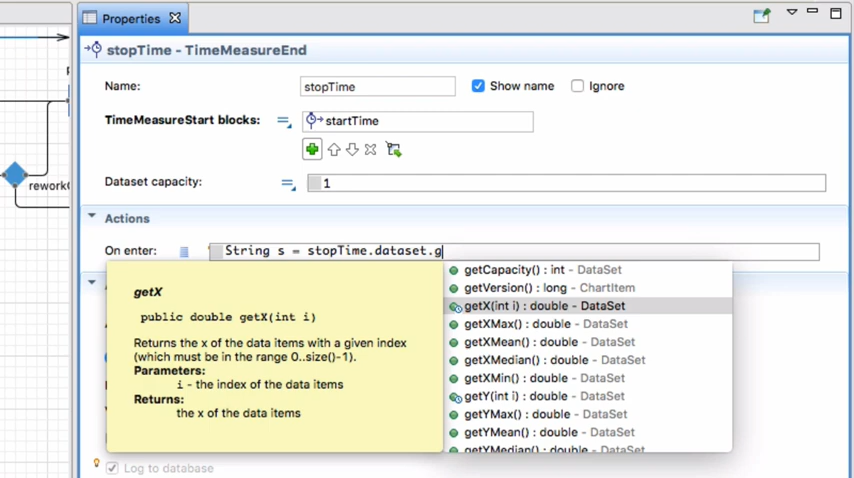 Properties
stopTime - TimeMeasureEnd
Name:
stopTime
Show name
Ignore
TimeMeasureStart blocks:
startTime
Dataset capacity:
1
rework
Actions
On enter:
String s = stopTime.dataset.g
getX
public double getX(int i)
Returns the x of the data items with a given index
(which must be in the range 0..size()-1).
Parameters:
i - the index of the data items
Returns:
the x of the data items
getCapacity() : int - DataSet
getVersion() : long - ChartItem
getX(int i) : double - DataSet
getXMax() : double - DataSet
getXMean() : double - DataSet
getXMedian() : double - DataSet
getXMin() : double - DataSet
getY(int i) : double - DataSet
getYMax() : double - DataSet
getYMean() : double - DataSet
getYMedian() : double - DataSet
Log to database